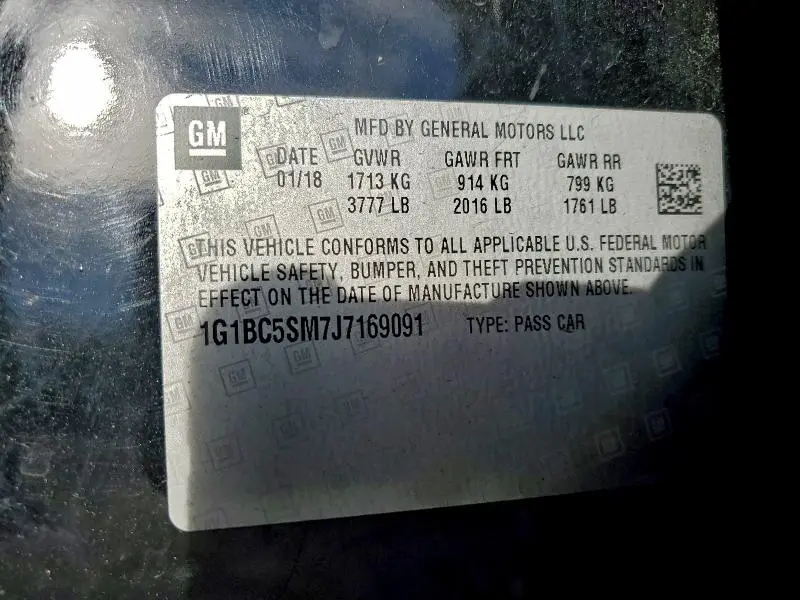 GM MFD BY GENERAL MOTORS LLC
DATE GVWR GAWR FRT GAWR RR
01/18 1713 KG 914 KG 799 KG
3777 LB 2016 LB 1761 LB
THIS VEHICLE CONFORMS TO ALL APPLICABLE U.S. FEDERAL MOTOR
VEHICLE SAFETY, BUMPER, AND THEFT PREVENTION STANDARDS IN
EFFECT ON THE DATE OF MANUFACTURE SHOWN ABOVE.
1G1BC5SM7J7169091 TYPE: PASS CAR